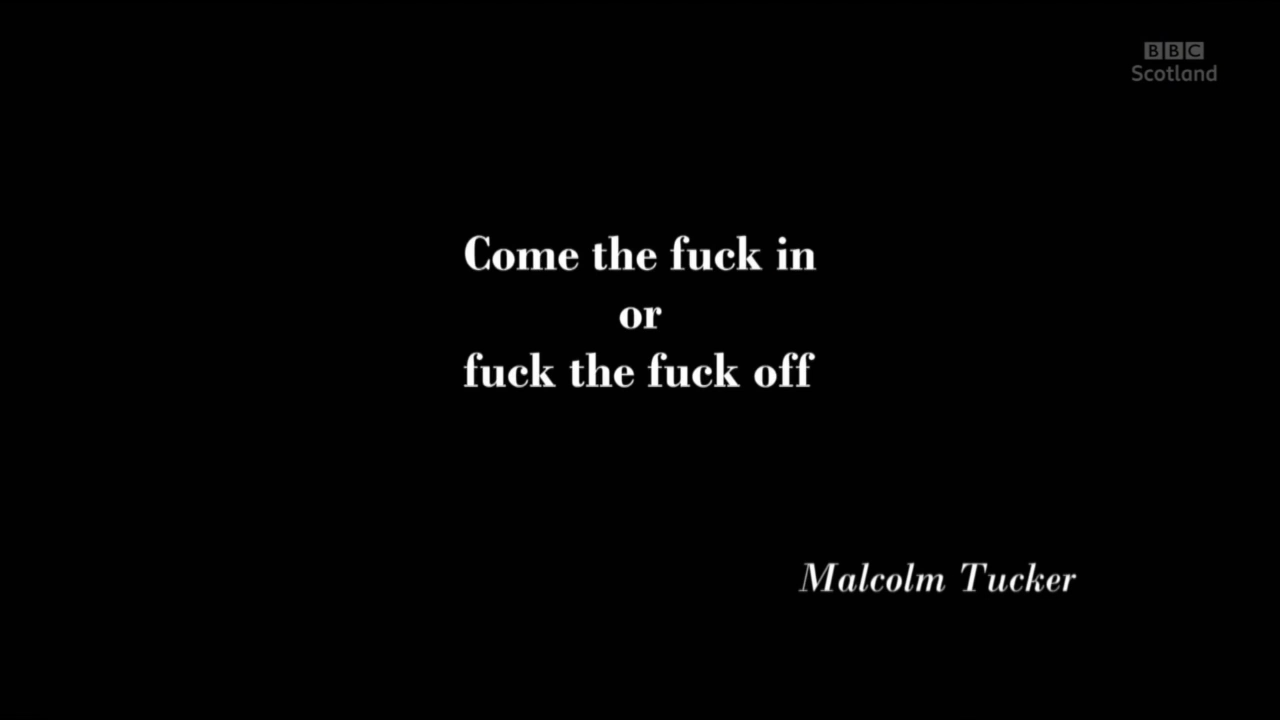 BBC
Scotland
Come the fuck in
or
fuck the fuck off
Malcolm Tucker